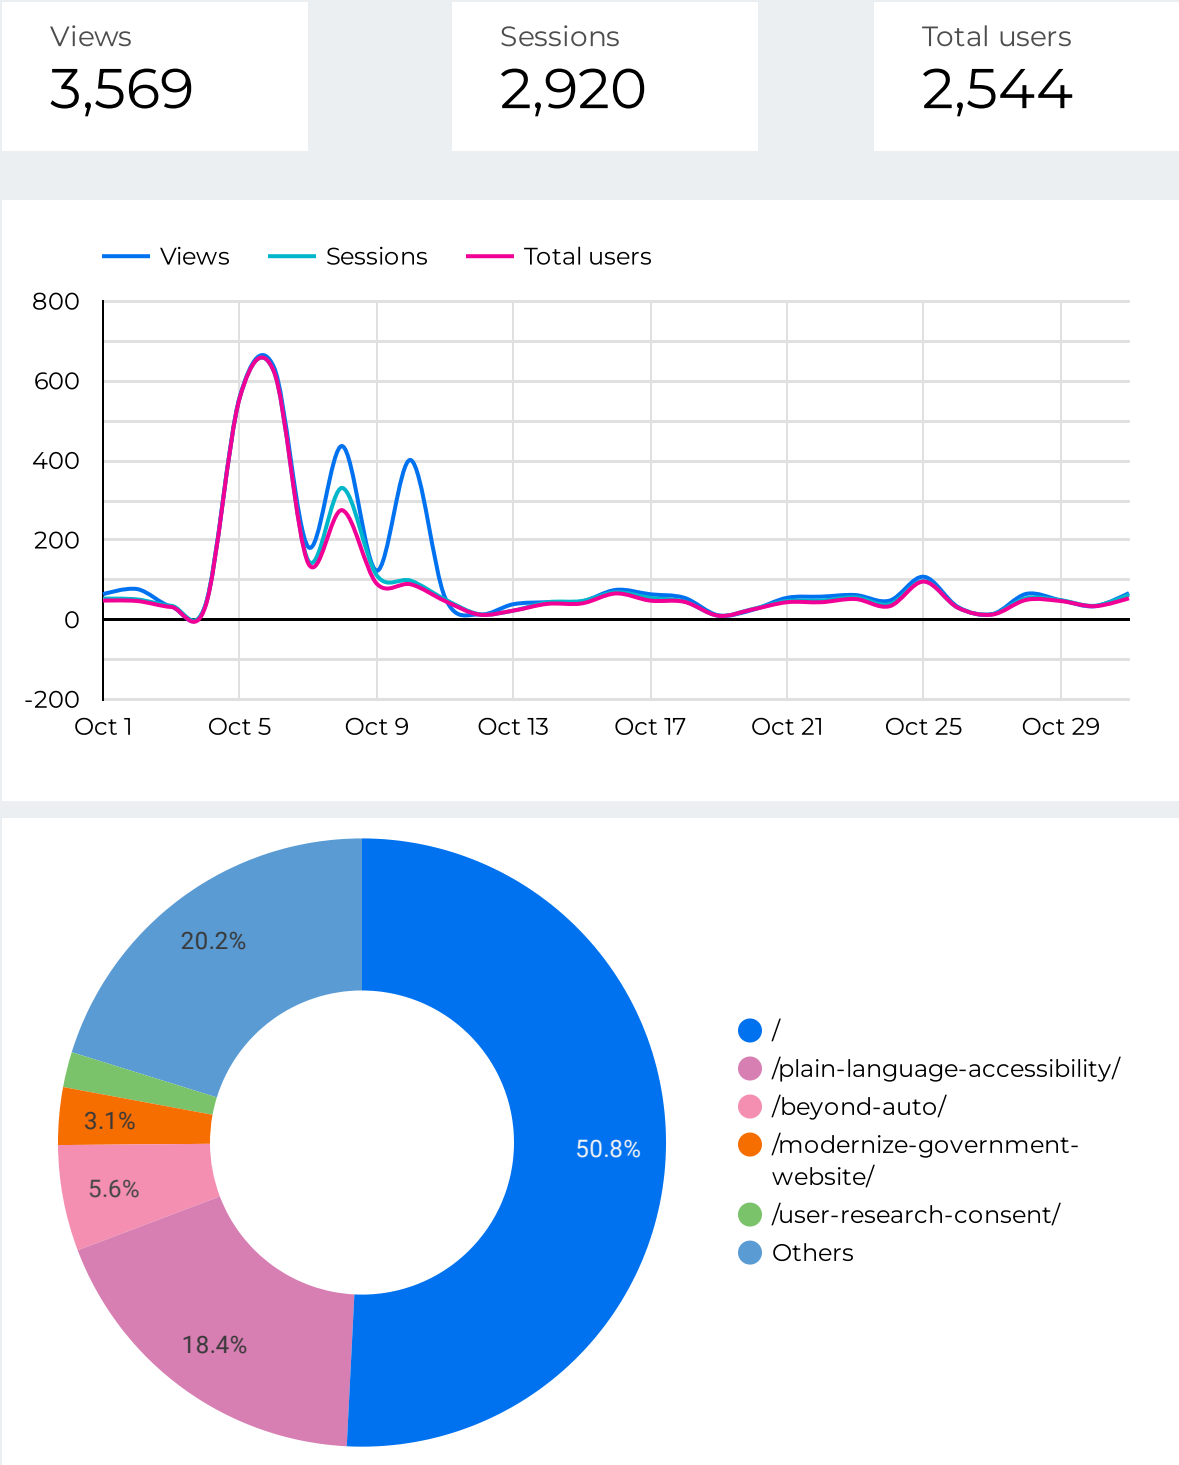 Views
3,569
Sessions
2,920
Total users
2,544
Views
Sessions
Total users
800
600
400
200
0
-200
Oct 1
Oct 5
Oct 9
Oct 13
Oct 17
Oct 21
Oct 25
Oct 29
20.2%
3.1%
5.6%
18.4%
50.8%
/
/plain-language-accessibility/
/beyond-auto/
/modernize-government-
website/
/user-research-consent/
Others